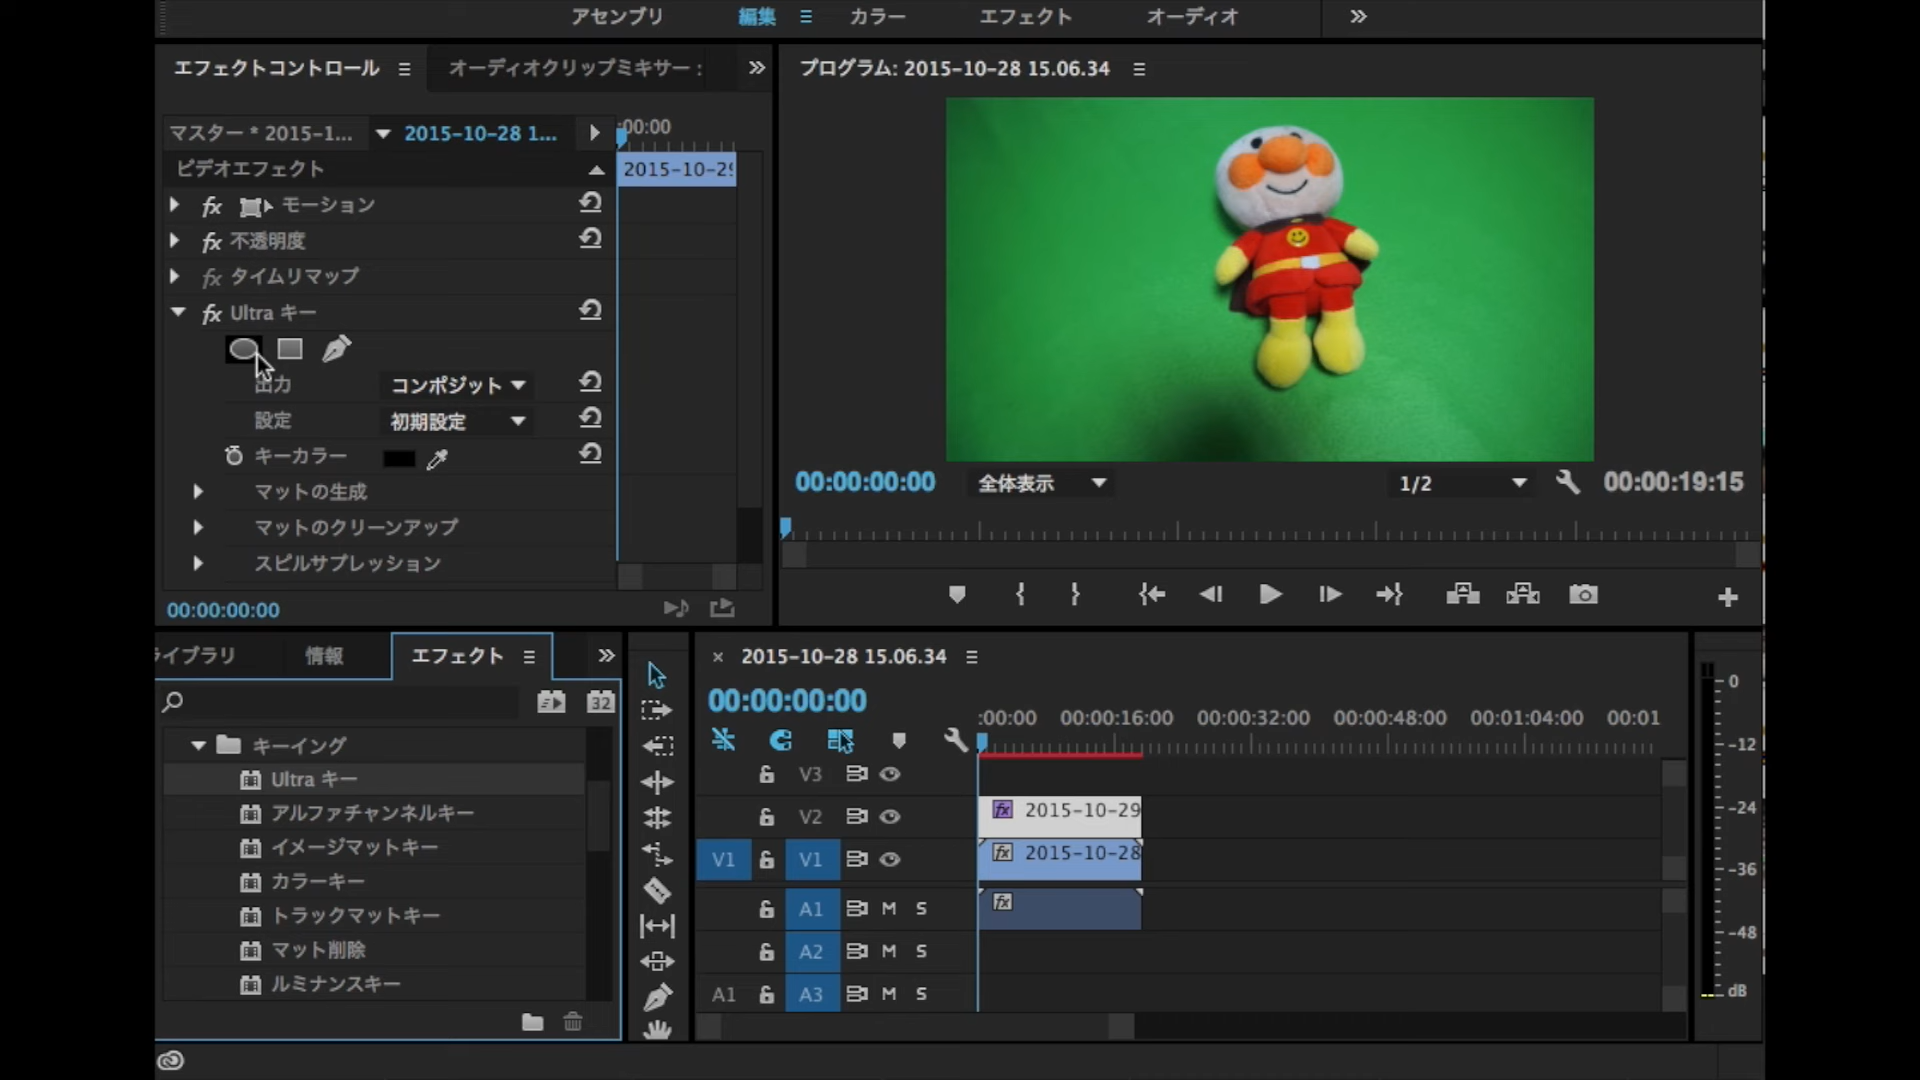 アセンブリ 編集 カラー エフェクト オーディオ
エフェクトコントロール オーディオクリップミキサー :
プログラム: 2015-10-28 15.06.34
マスター * 2015-1... 2015-10-28 1... :00:00
ビデオエフェクト 2015-10-29
fx モーション
fx 不透明度
fx タイムリマップ
fx Ultra キー
出力 コンポジット
設定 初期設定
キーカラー
マットの生成
マットのクリーンアップ
スピルサプレッション
00:00:00:00
00:00:00:00 全体表示 1/2 00:00:19:15
ライブラリ 情報 エフェクト
32
キーイング
Ultra キー
アルファチャンネルキー
イメージマットキー
カラーキー
トラックマットキー
マット削除
ルミナンスキー
× 2015-10-28 15.06.34
00:00:00:00
:00:00 00:00:16:00 00:00:32:00 00:00:48:00 00:01:04:00 00:01
V3
V2 fx 2015-10-29
V1 V1 fx 2015-10-28
A1 M S fx
A2 M S
A1 A3 M S
0
-12
-24
-36
-48
dB